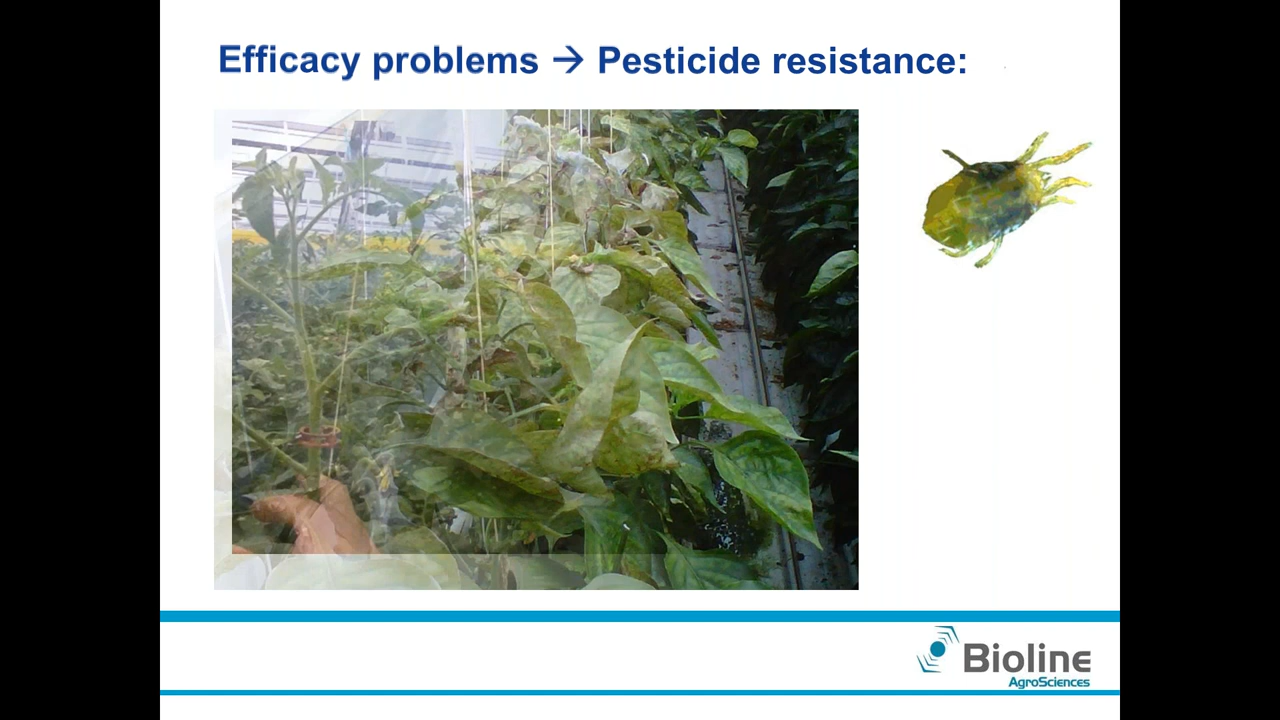 Efficacy problems → Pesticide resistance:
Bioline
AgroSciences